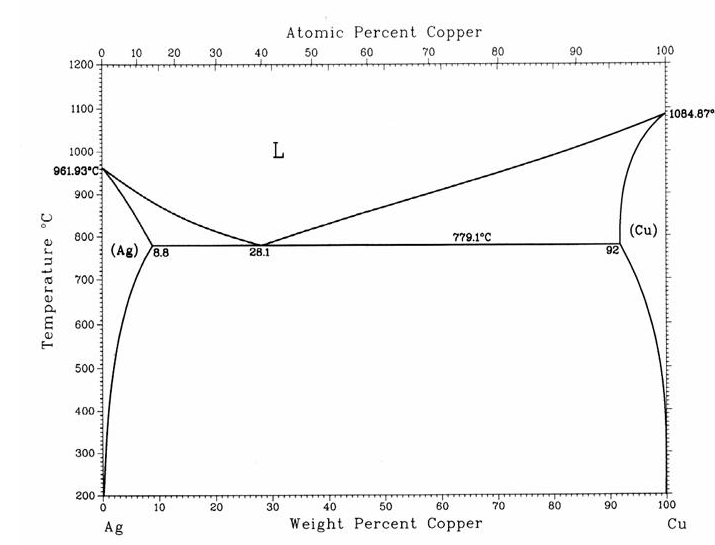 Atomic Percent Copper
0 10 20 30 40 50 60 70 80 90 100
1200
1100
1084.87°
1000
L
961.93°C
900
800
(Cu)
779.1°C
(Ag)
8.8 28.1 92
700
600
500
400
300
200
Temperature °C
0 10 20 30 40 50 60 70 80 90 100
Ag Weight Percent Copper Cu